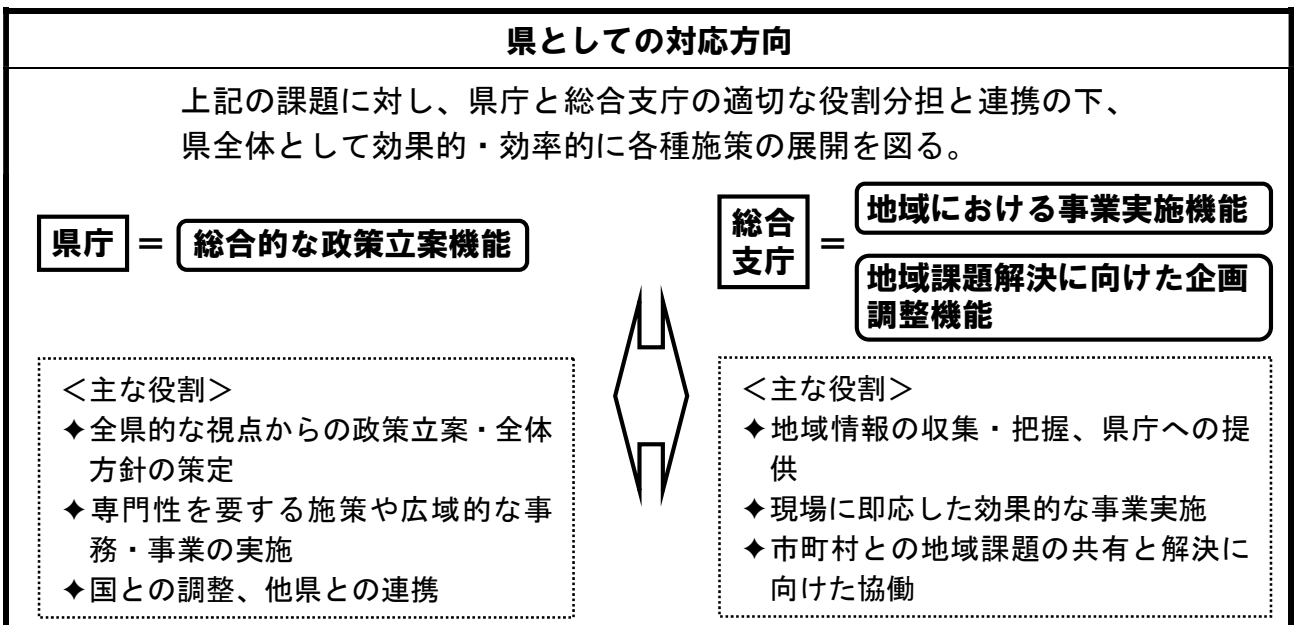 県としての対応方向
上記の課題に対し、県庁と総合支庁の適切な役割分担と連携の下、
県全体として効果的・効率的に各種施策の展開を図る。
県庁 ＝ 総合的な政策立案機能
＜主な役割＞
✦全県的な視点からの政策立案・全体
方針の策定
✦専門性を要する施策や広域的な事
務・事業の実施
✦国との調整、他県との連携
総合
支庁
＝
地域における事業実施機能
地域課題解決に向けた企画
調整機能
＜主な役割＞
✦地域情報の収集・把握、県庁への提
供
✦現場に即応した効果的な事業実施
✦市町村との地域課題の共有と解決に
向けた協働